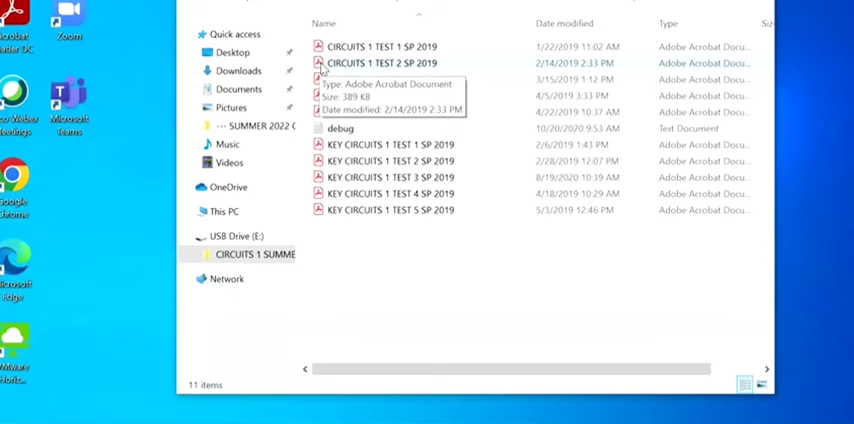 Acrobat
Reader DC
Zoom
Meetings
Microsoft
Teams
Google
Chrome
Microsoft
Edge
VMware
Horiz...
Quick access
Desktop
Downloads
Documents
Pictures
--- SUMMER 2022 C
Music
Videos
OneDrive
This PC
USB Drive (E:)
CIRCUITS 1 SUMME
Network
Name Date modified Type Siz
CIRCUITS 1 TEST 1 SP 2019 1/22/2019 11:02 AM Adobe Acrobat Docu...
CIRCUITS 1 TEST 2 SP 2019 2/14/2019 2:33 PM Adobe Acrobat Docu...
3/15/2019 1:12 PM Adobe Acrobat Docu...
4/5/2019 3:33 PM Adobe Acrobat Docu...
4/22/2019 10:37 AM Adobe Acrobat Docu...
Type: Adobe Acrobat Document
Size: 389 KB
Date modified: 2/14/2019 2:33 PM
debug 10/20/2020 9:53 AM Text Document
KEY CIRCUITS 1 TEST 1 SP 2019 2/6/2019 1:43 PM Adobe Acrobat Docu...
KEY CIRCUITS 1 TEST 2 SP 2019 2/28/2019 12:07 PM Adobe Acrobat Docu...
KEY CIRCUITS 1 TEST 3 SP 2019 8/19/2020 10:39 AM Adobe Acrobat Docu...
KEY CIRCUITS 1 TEST 4 SP 2019 4/18/2019 10:29 AM Adobe Acrobat Docu...
KEY CIRCUITS 1 TEST 5 SP 2019 5/3/2019 12:46 PM Adobe Acrobat Docu...
11 items